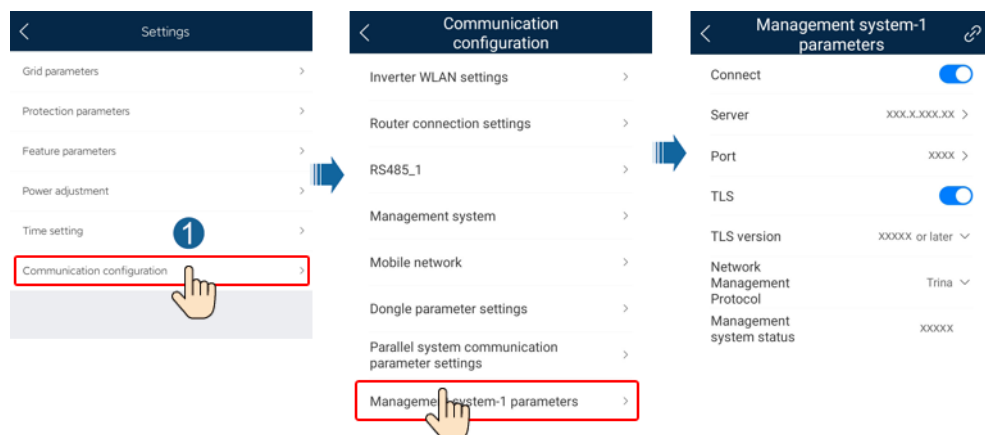 Settings
Grid parameters
Protection parameters
Feature parameters
Power adjustment
Time setting
1
Communication configuration
Communication
configuration
Inverter WLAN settings
Router connection settings
RS485_1
Management system
Mobile network
Dongle parameter settings
Parallel system communication
parameter settings
Management system-1 parameters
Management system-1
parameters
Connect
Server xxx.x.xxx.xx
Port xxxx
TLS
TLS version xxxxx or later
Network
Management
Protocol
Trina
Management
system status
xxxxx